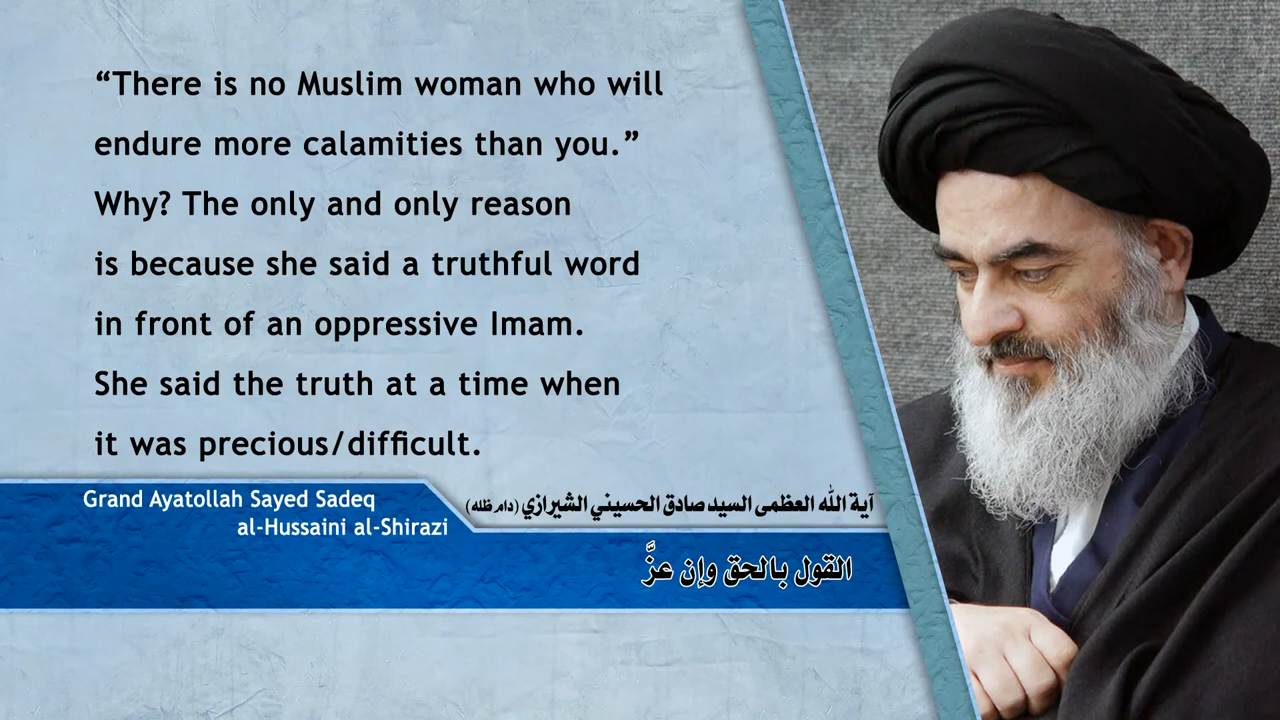 “There is no Muslim woman who will
endure more calamities than you.”
Why? The only and only reason
is because she said a truthful word
in front of an oppressive Imam.
She said the truth at a time when
it was precious/difficult.
Grand Ayatollah Sayed Sadeq
al-Hussaini al-Shirazi
آية الله العظمى السيد صادق الحسيني الشيرازي (دام ظله)
القول بالحق وإن عزَّ